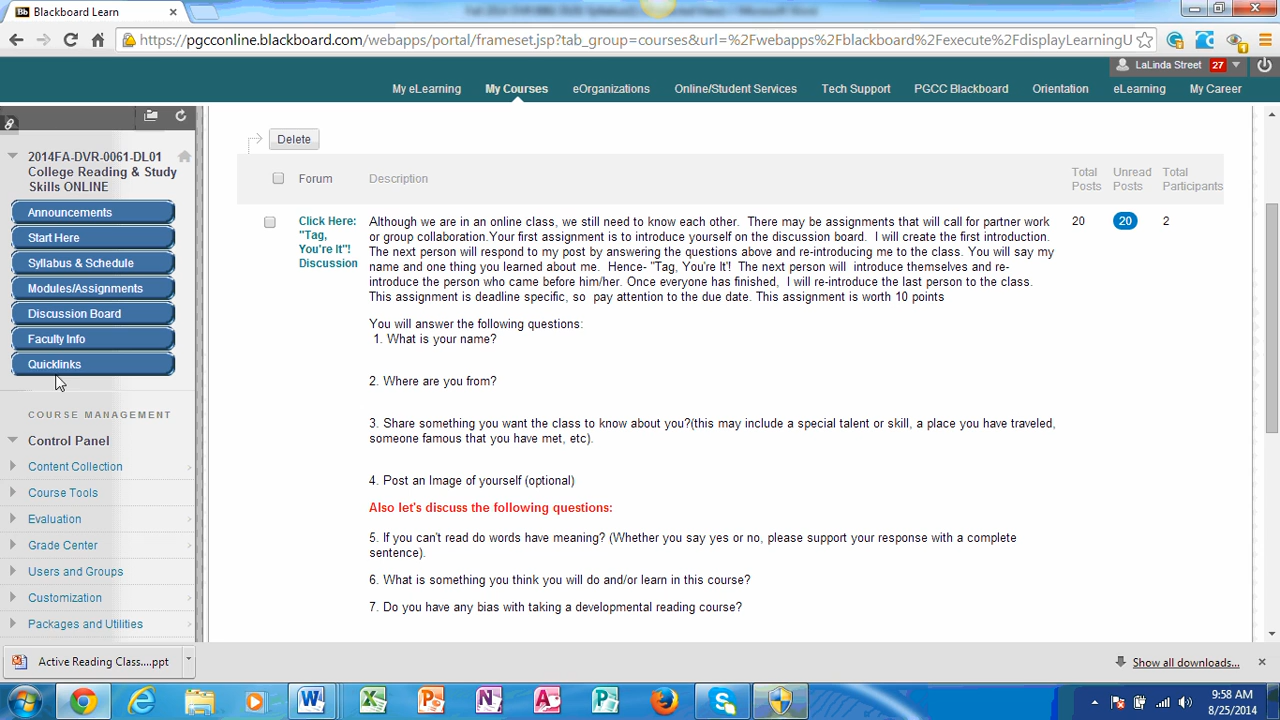 Blackboard Learn
https://pgcconline.blackboard.com/webapps/portal/frameset.jsp?tab_group=courses&url=%2Fwebapps%2Fblackboard%2Fexecute%2FdisplayLearningU
LaLinda Street 27
My eLearning My Courses eOrganizations Online/Student Services Tech Support PGCC Blackboard Orientation eLearning My Career
2014FA-DVR-0061-DL01
College Reading & Study
Skills ONLINE
Announcements
Start Here
Syllabus & Schedule
Modules/Assignments
Discussion Board
Faculty Info
Quicklinks
COURSE MANAGEMENT
Control Panel
Content Collection
Course Tools
Evaluation
Grade Center
Users and Groups
Customization
Packages and Utilities
Delete
Forum Description Total Posts Unread Posts Total Participants
Click Here:
"Tag,
You're It"!
Discussion
Although we are in an online class, we still need to know each other. There may be assignments that will call for partner work
or group collaboration.Your first assignment is to introduce yourself on the discussion board. I will create the first introduction.
The next person will respond to my post by answering the questions above and re-introducing me to the class. You will say my
name and one thing you learned about me. Hence- "Tag, You're It'! The next person will introduce themselves and re-
introduce the person who came before him/her. Once everyone has finished, I will re-introduce the last person to the class.
This assignment is deadline specific, so pay attention to the due date. This assignment is worth 10 points
20 20 2
You will answer the following questions:
1. What is your name?
2. Where are you from?
3. Share something you want the class to know about you?(this may include a special talent or skill, a place you have traveled,
someone famous that you have met, etc).
4. Post an Image of yourself (optional)
Also let's discuss the following questions:
5. If you can't read do words have meaning? (Whether you say yes or no, please support your response with a complete
sentence).
6. What is something you think you will do and/or learn in this course?
7. Do you have any bias with taking a developmental reading course?
Active Reading Class....ppt
Show all downloads...
9:58 AM
8/25/2014